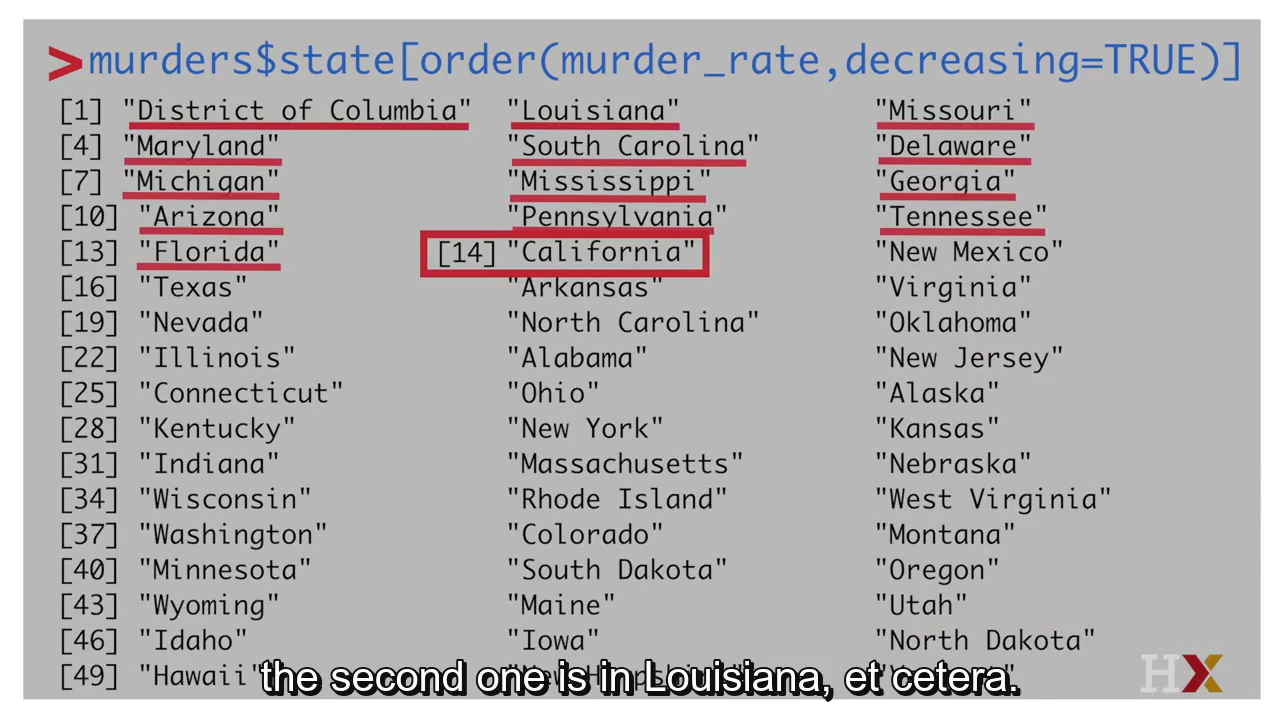 >murders$state[order(murder_rate,decreasing=TRUE)]
[1] "District of Columbia" "Louisiana" "Missouri"
[4] "Maryland" "South Carolina" "Delaware"
[7] "Michigan" "Mississippi" "Georgia"
[10] "Arizona" "Pennsylvania" "Tennessee"
[13] "Florida" [14] "California" "New Mexico"
[16] "Texas" "Arkansas" "Virginia"
[19] "Nevada" "North Carolina" "Oklahoma"
[22] "Illinois" "Alabama" "New Jersey"
[25] "Connecticut" "Ohio" "Alaska"
[28] "Kentucky" "New York" "Kansas"
[31] "Indiana" "Massachusetts" "Nebraska"
[34] "Wisconsin" "Rhode Island" "West Virginia"
[37] "Washington" "Colorado" "Montana"
[40] "Minnesota" "South Dakota" "Oregon"
[43] "Wyoming" "Maine" "Utah"
[46] "Idaho" "Iowa" "North Dakota"
[49] "Hawaii"
the second one is in Louisiana, et cetera.
HX